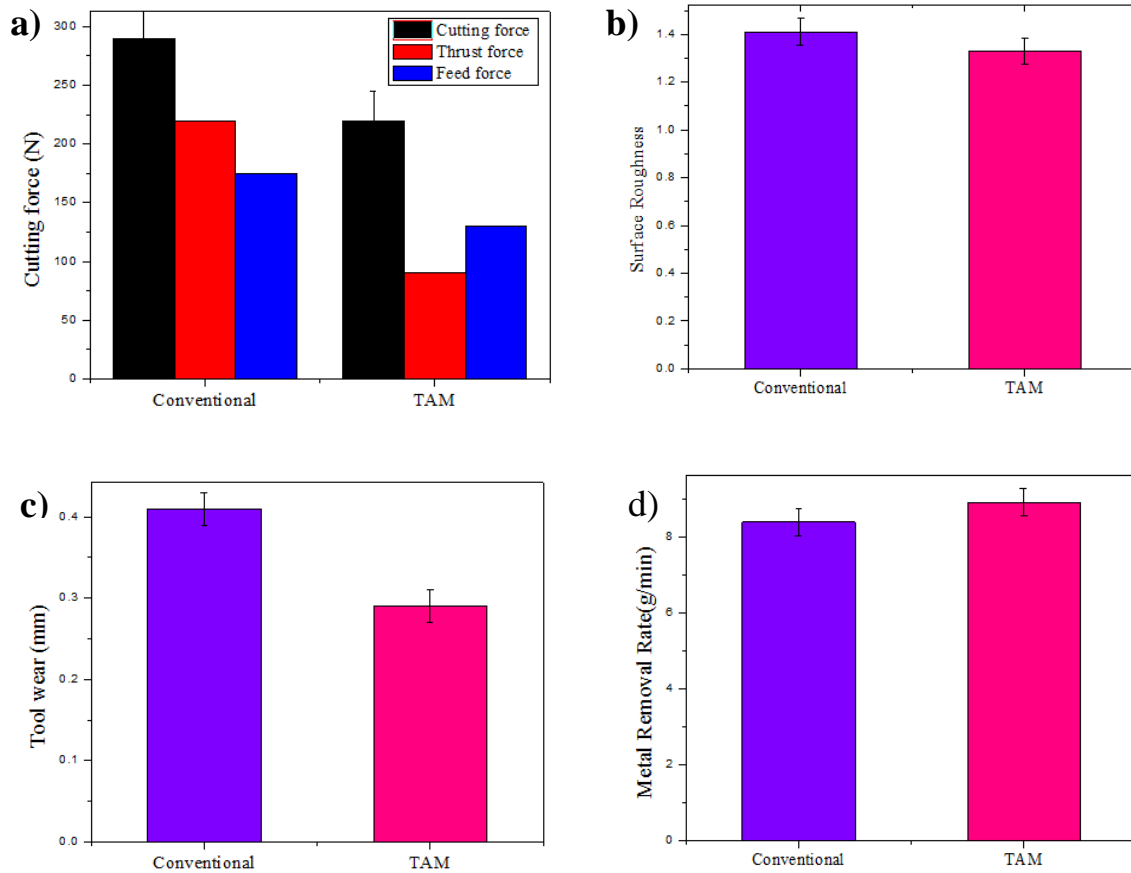 a)
Cutting force (N)
300
250
200
150
100
50
0
Cutting force
Thrust force
Feed force
Conventional
TAM
b)
Surface Roughness
1.4
1.2
1.0
0.8
0.6
0.4
0.2
0.0
Conventional
TAM
c)
Tool wear (mm)
0.4
0.3
0.2
0.1
0.0
Conventional
TAM
d)
Metal Removal Rate(g/min)
8
6
4
2
0
Conventional
TAM